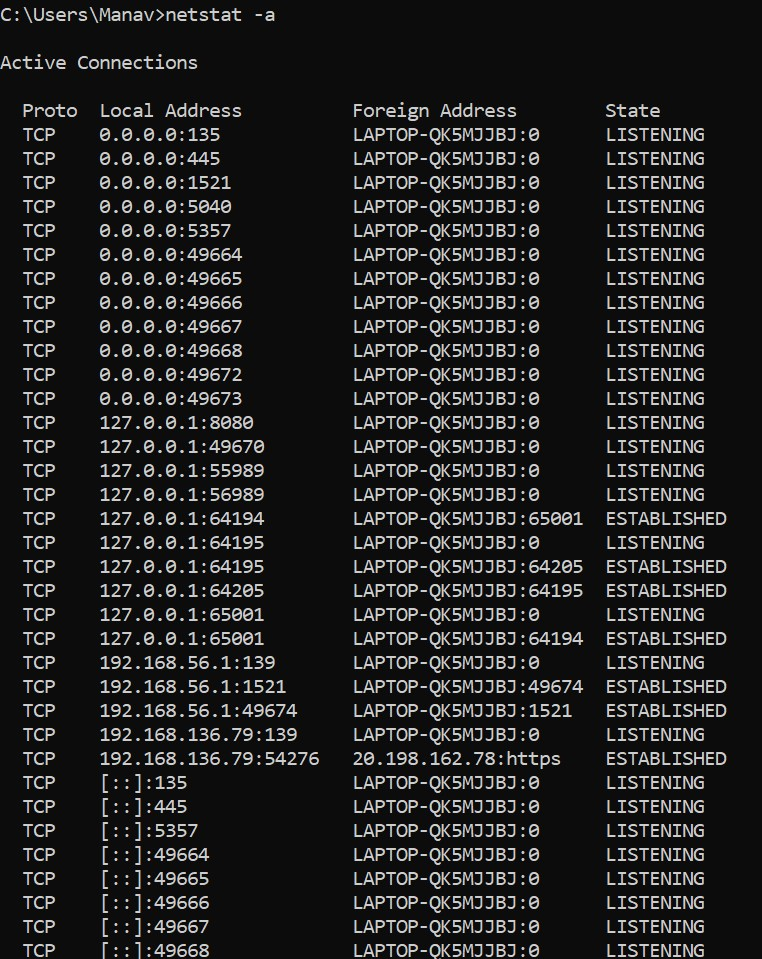 C:\Users\Manav>netstat -a
Active Connections
Proto Local Address Foreign Address State
TCP 0.0.0.0:135 LAPTOP-QK5MJJBJ:0 LISTENING
TCP 0.0.0.0:445 LAPTOP-QK5MJJBJ:0 LISTENING
TCP 0.0.0.0:1521 LAPTOP-QK5MJJBJ:0 LISTENING
TCP 0.0.0.0:5040 LAPTOP-QK5MJJBJ:0 LISTENING
TCP 0.0.0.0:5357 LAPTOP-QK5MJJBJ:0 LISTENING
TCP 0.0.0.0:49664 LAPTOP-QK5MJJBJ:0 LISTENING
TCP 0.0.0.0:49665 LAPTOP-QK5MJJBJ:0 LISTENING
TCP 0.0.0.0:49666 LAPTOP-QK5MJJBJ:0 LISTENING
TCP 0.0.0.0:49667 LAPTOP-QK5MJJBJ:0 LISTENING
TCP 0.0.0.0:49668 LAPTOP-QK5MJJBJ:0 LISTENING
TCP 0.0.0.0:49672 LAPTOP-QK5MJJBJ:0 LISTENING
TCP 0.0.0.0:49673 LAPTOP-QK5MJJBJ:0 LISTENING
TCP 127.0.0.1:8080 LAPTOP-QK5MJJBJ:0 LISTENING
TCP 127.0.0.1:49670 LAPTOP-QK5MJJBJ:0 LISTENING
TCP 127.0.0.1:55989 LAPTOP-QK5MJJBJ:0 LISTENING
TCP 127.0.0.1:56989 LAPTOP-QK5MJJBJ:0 LISTENING
TCP 127.0.0.1:64194 LAPTOP-QK5MJJBJ:65001 ESTABLISHED
TCP 127.0.0.1:64195 LAPTOP-QK5MJJBJ:0 LISTENING
TCP 127.0.0.1:64195 LAPTOP-QK5MJJBJ:64205 ESTABLISHED
TCP 127.0.0.1:64205 LAPTOP-QK5MJJBJ:64195 ESTABLISHED
TCP 127.0.0.1:65001 LAPTOP-QK5MJJBJ:0 LISTENING
TCP 127.0.0.1:65001 LAPTOP-QK5MJJBJ:64194 ESTABLISHED
TCP 192.168.56.1:139 LAPTOP-QK5MJJBJ:0 LISTENING
TCP 192.168.56.1:1521 LAPTOP-QK5MJJBJ:49674 ESTABLISHED
TCP 192.168.56.1:49674 LAPTOP-QK5MJJBJ:1521 ESTABLISHED
TCP 192.168.136.79:139 LAPTOP-QK5MJJBJ:0 LISTENING
TCP 192.168.136.79:54276 20.198.162.78:https ESTABLISHED
TCP [::]:135 LAPTOP-QK5MJJBJ:0 LISTENING
TCP [::]:445 LAPTOP-QK5MJJBJ:0 LISTENING
TCP [::]:5357 LAPTOP-QK5MJJBJ:0 LISTENING
TCP [::]:49664 LAPTOP-QK5MJJBJ:0 LISTENING
TCP [::]:49665 LAPTOP-QK5MJJBJ:0 LISTENING
TCP [::]:49666 LAPTOP-QK5MJJBJ:0 LISTENING
TCP [::]:49667 LAPTOP-QK5MJJBJ:0 LISTENING
TCP [::]:49668 LAPTOP-QK5MJJBJ:0 LISTENING